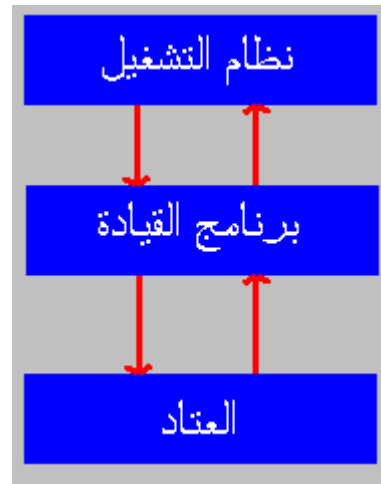 نظام التشغيل
برنامج القيادة
العتاد